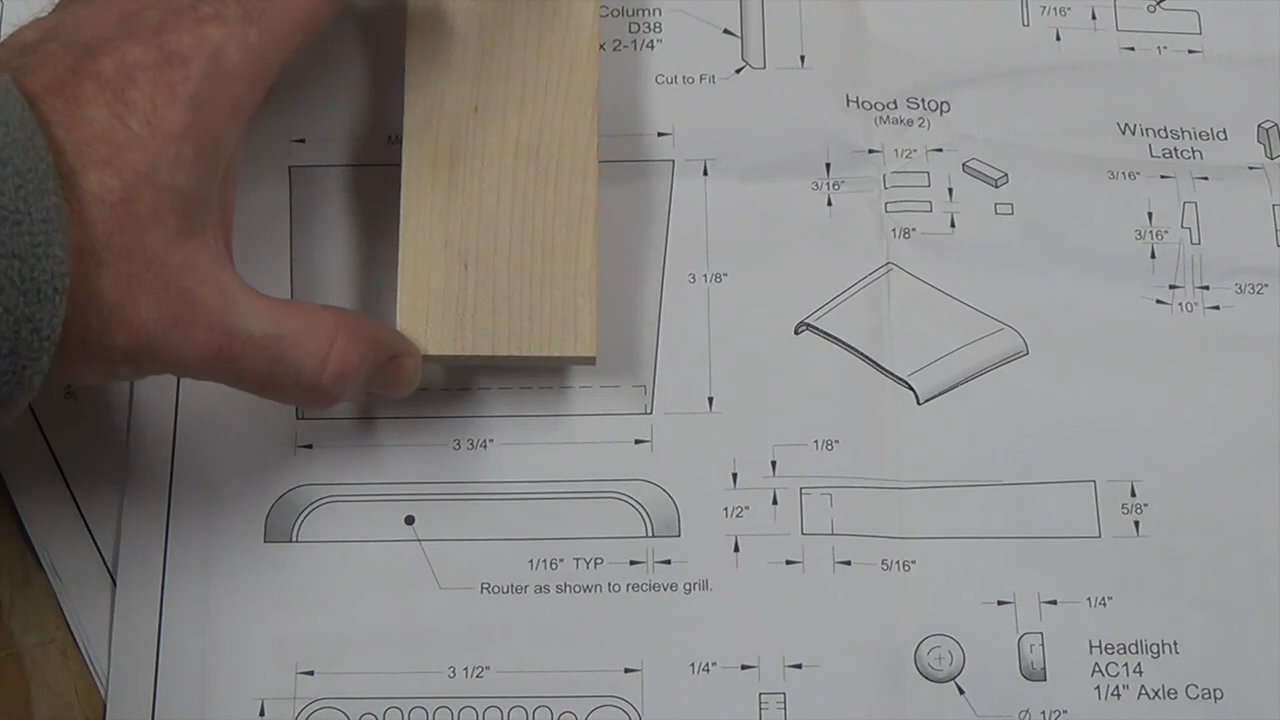 Column
D38
x 2-1/4"
Cut to Fit
7/16"
1"
Hood Stop
(Make 2)
1/2"
3/16"
1/8"
Windshield
Latch
3/16"
3/16"
3/32"
10°
3 1/8"
3 3/4"
1/8"
1/2"
5/8"
5/16"
1/16" TYP
Router as shown to recieve grill.
1/4"
3 1/2"
1/4"
Headlight
AC14
1/4" Axle Cap
Ø 1/2"